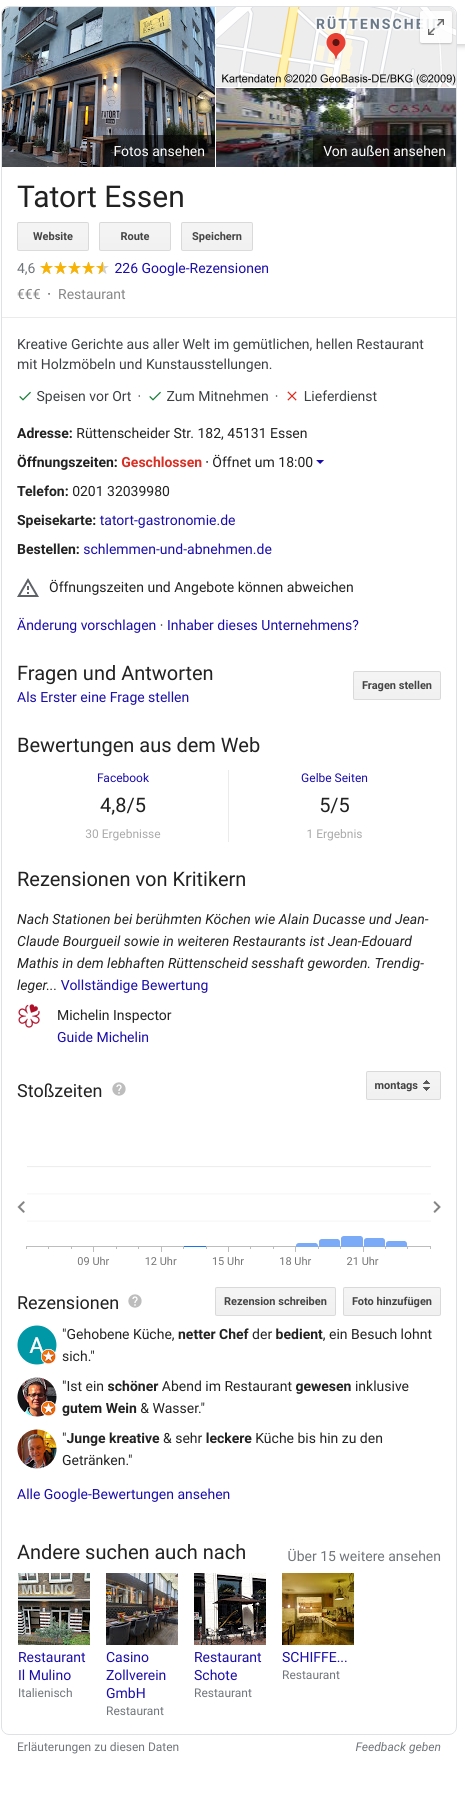 Tatort
Essen
TATORT
RÜTTENSCHE
Kartendaten ©2020 GeoBasis-DE/BKG (©2009)
CASA M
Fotos ansehen
Von außen ansehen
Tatort Essen
Website Route Speichern
4,6 226 Google-Rezensionen
€€€ · Restaurant
Kreative Gerichte aus aller Welt im gemütlichen, hellen Restaurant
mit Holzmöbeln und Kunstausstellungen.
Speisen vor Ort · Zum Mitnehmen · Lieferdienst
Adresse: Rüttenscheider Str. 182, 45131 Essen
Öffnungszeiten: Geschlossen · Öffnet um 18:00
Telefon: 0201 32039980
Speisekarte: tatort-gastronomie.de
Bestellen: schlemmen-und-abnehmen.de
Öffnungszeiten und Angebote können abweichen
Änderung vorschlagen · Inhaber dieses Unternehmens?
Fragen und Antworten
Als Erster eine Frage stellen
Fragen stellen
Bewertungen aus dem Web
Facebook Gelbe Seiten
4,8/5 5/5
30 Ergebnisse 1 Ergebnis
Rezensionen von Kritikern
Nach Stationen bei berühmten Köchen wie Alain Ducasse und Jean-
Claude Bourgueil sowie in weiteren Restaurants ist Jean-Edouard
Mathis in dem lebhaften Rüttenscheid sesshaft geworden. Trendig-
leger... Vollständige Bewertung
Michelin Inspector
Guide Michelin
Stoßzeiten ? montags
09 Uhr 12 Uhr 15 Uhr 18 Uhr 21 Uhr
Rezensionen ? Rezension schreiben Foto hinzufügen
A
"Gehobene Küche, netter Chef der bedient, ein Besuch lohnt
sich."
"Ist ein schöner Abend im Restaurant gewesen inklusive
gutem Wein & Wasser."
"Junge kreative & sehr leckere Küche bis hin zu den
Getränken."
Alle Google-Bewertungen ansehen
Andere suchen auch nach Über 15 weitere ansehen
MULINO
Restaurant
Il Mulino
Italienisch
Casino
Zollverein
GmbH
Restaurant
Restaurant
Schote
Restaurant
SCHIFFE...
Restaurant
Erläuterungen zu diesen Daten Feedback geben